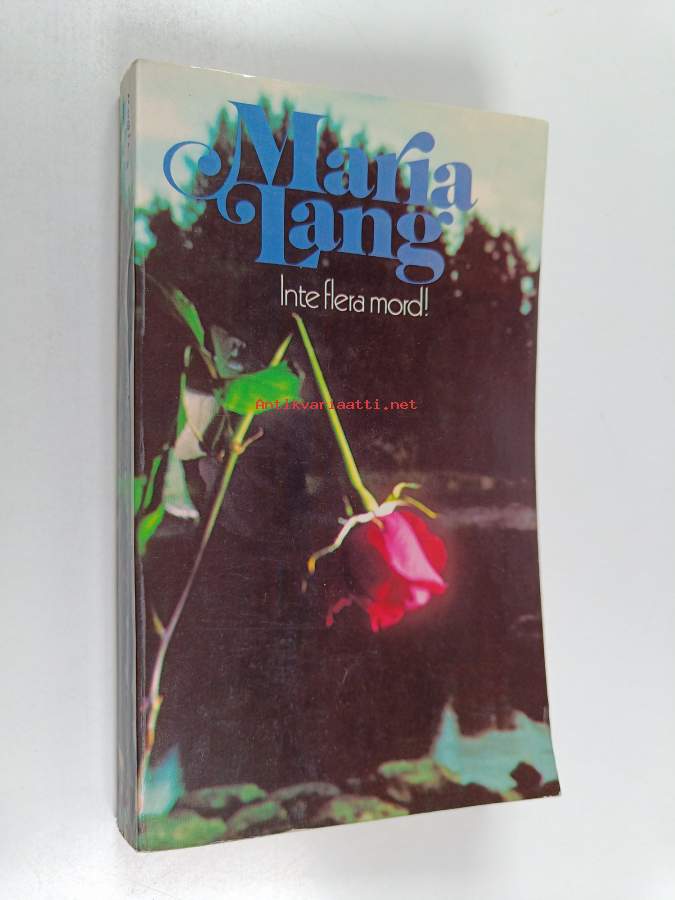 Maria
Lang
Inte flera mord!
Antikvariaatti.net